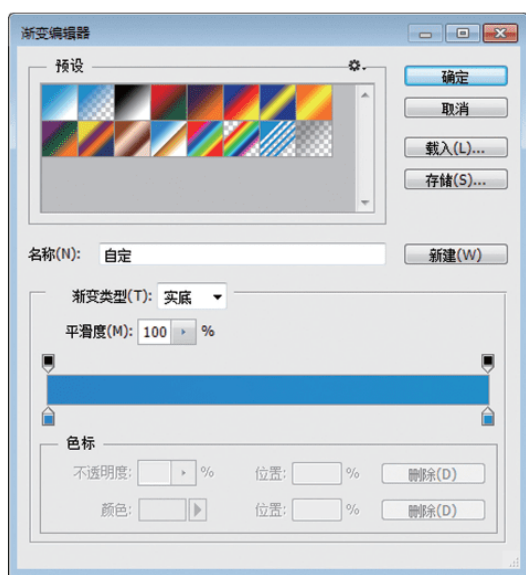 渐变编辑器
预设
确定
取消
载入(L)...
存储(S)...
名称(N): 自定
新建(W)
渐变类型(T): 实底
平滑度(M): 100 %
色标
不透明度: % 位置: % 删除(D)
颜色: 位置: % 删除(D)